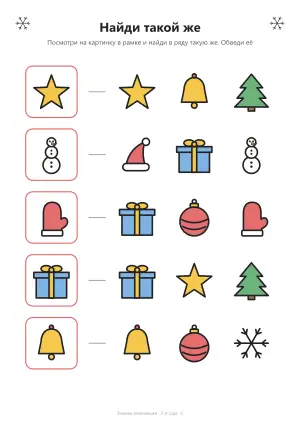 Найди такой же
Посмотри на картинку в рамке и найди в ряду такую же. Обведи её